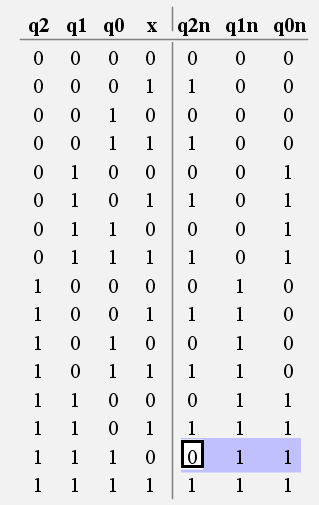 q2 q1 q0 x q2n q1n q0n
0 0 0 0 0 0 0
0 0 0 1 1 0 0
0 0 1 0 0 0 0
0 0 1 1 1 0 0
0 1 0 0 0 0 1
0 1 0 1 1 0 1
0 1 1 0 0 0 1
0 1 1 1 1 0 1
1 0 0 0 0 1 0
1 0 0 1 1 1 0
1 0 1 0 0 1 0
1 0 1 1 1 1 0
1 1 0 0 0 1 1
1 1 0 1 1 1 1
1 1 1 0 0 1 1
1 1 1 1 1 1 1